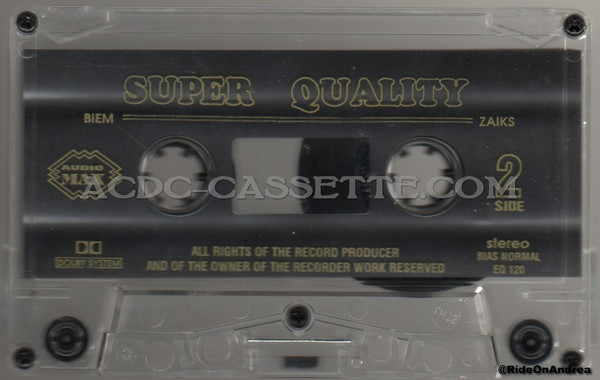 SUPER QUALITY
BIEM
ZAIKS
AUDIO
MAX
ACDC-CASSETTE.COM
2
SIDE
DOLBY SYSTEM
ALL RIGHTS OF THE RECORD PRODUCER
AND OF THE OWNER OF THE RECORDER WORK RESERVED
stereo
BIAS NORMAL
EQ 120
@RideOnAndrea